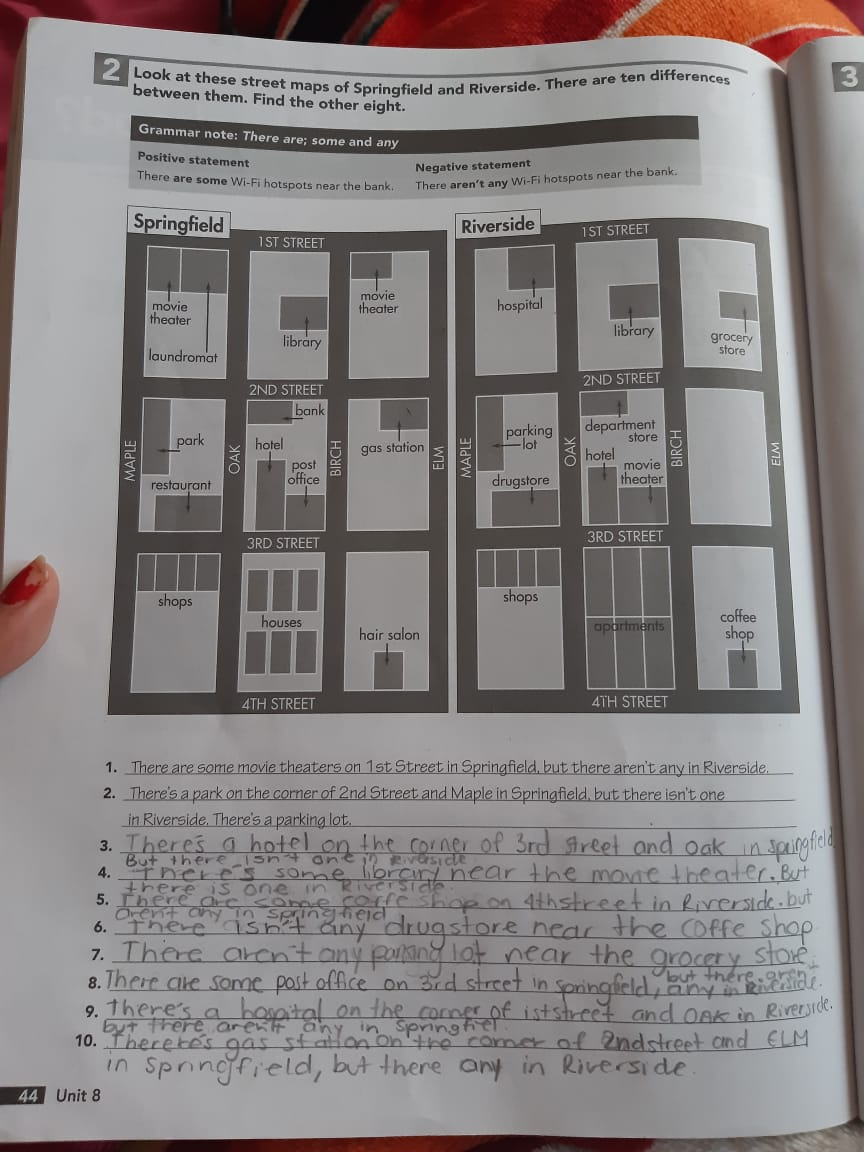 2 Look at these street maps of Springfield and Riverside. There are ten differences
between them. Find the other eight.
3
Grammar note: There are; some and any
Positive statement
There are some Wi-Fi hotspots near the bank.
Negative statement
There aren't any Wi-Fi hotspots near the bank.
Springfield
1ST STREET
movie
theater
laundromat
library
movie
theater
2ND STREET
MAPLE
park
restaurant
OAK
bank
hotel
post
office
BIRCH
gas station
ELM
3RD STREET
shops
houses
hair salon
4TH STREET
Riverside
1ST STREET
hospital
library
grocery
store
2ND STREET
MAPLE
parking
lot
drugstore
OAK
department
store
hotel
movie
theater
BIRCH
ELM
3RD STREET
shops
apartments
coffee
shop
4TH STREET
1. There are some movie theaters on 1st Street in Springfield, but there aren't any in Riverside.
2. There's a park on the corner of 2nd Street and Maple in Springfield, but there isn't one
in Riverside. There's a parking lot.
3. There's a hotel on the corner of 3rd street and oak in springfield
But there isn't one in Riverside
4. There's some library near the movie theater. But
there is one in Riverside.
5. There are some coffe shop on 4thstreet in Riverside. but
arent any in springfield
6. There isn't any drugstore near the coffe shop
7. There aren't any parking lot near the grocery store.
8. There are some post office on 3rd street in springfield, but there aren
any in Riverside.
9. There's a hospital on the corner of iststreet and OAK in Riverside.
but there aren't any in Springfiel.
10. Therere's gas station on the corner of 2ndstreet and ELM
in springfield, but there any in Riverside.
44 Unit 8